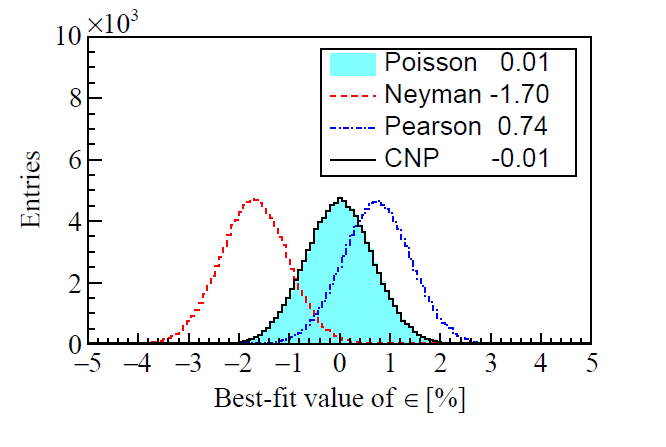 10 ×10³
Poisson 0.01
Neyman -1.70
Pearson 0.74
CNP -0.01
8
6
4
2
0
Entries
−5 −4 −3 −2 −1 0 1 2 3 4 5
Best-fit value of ∈ [%]